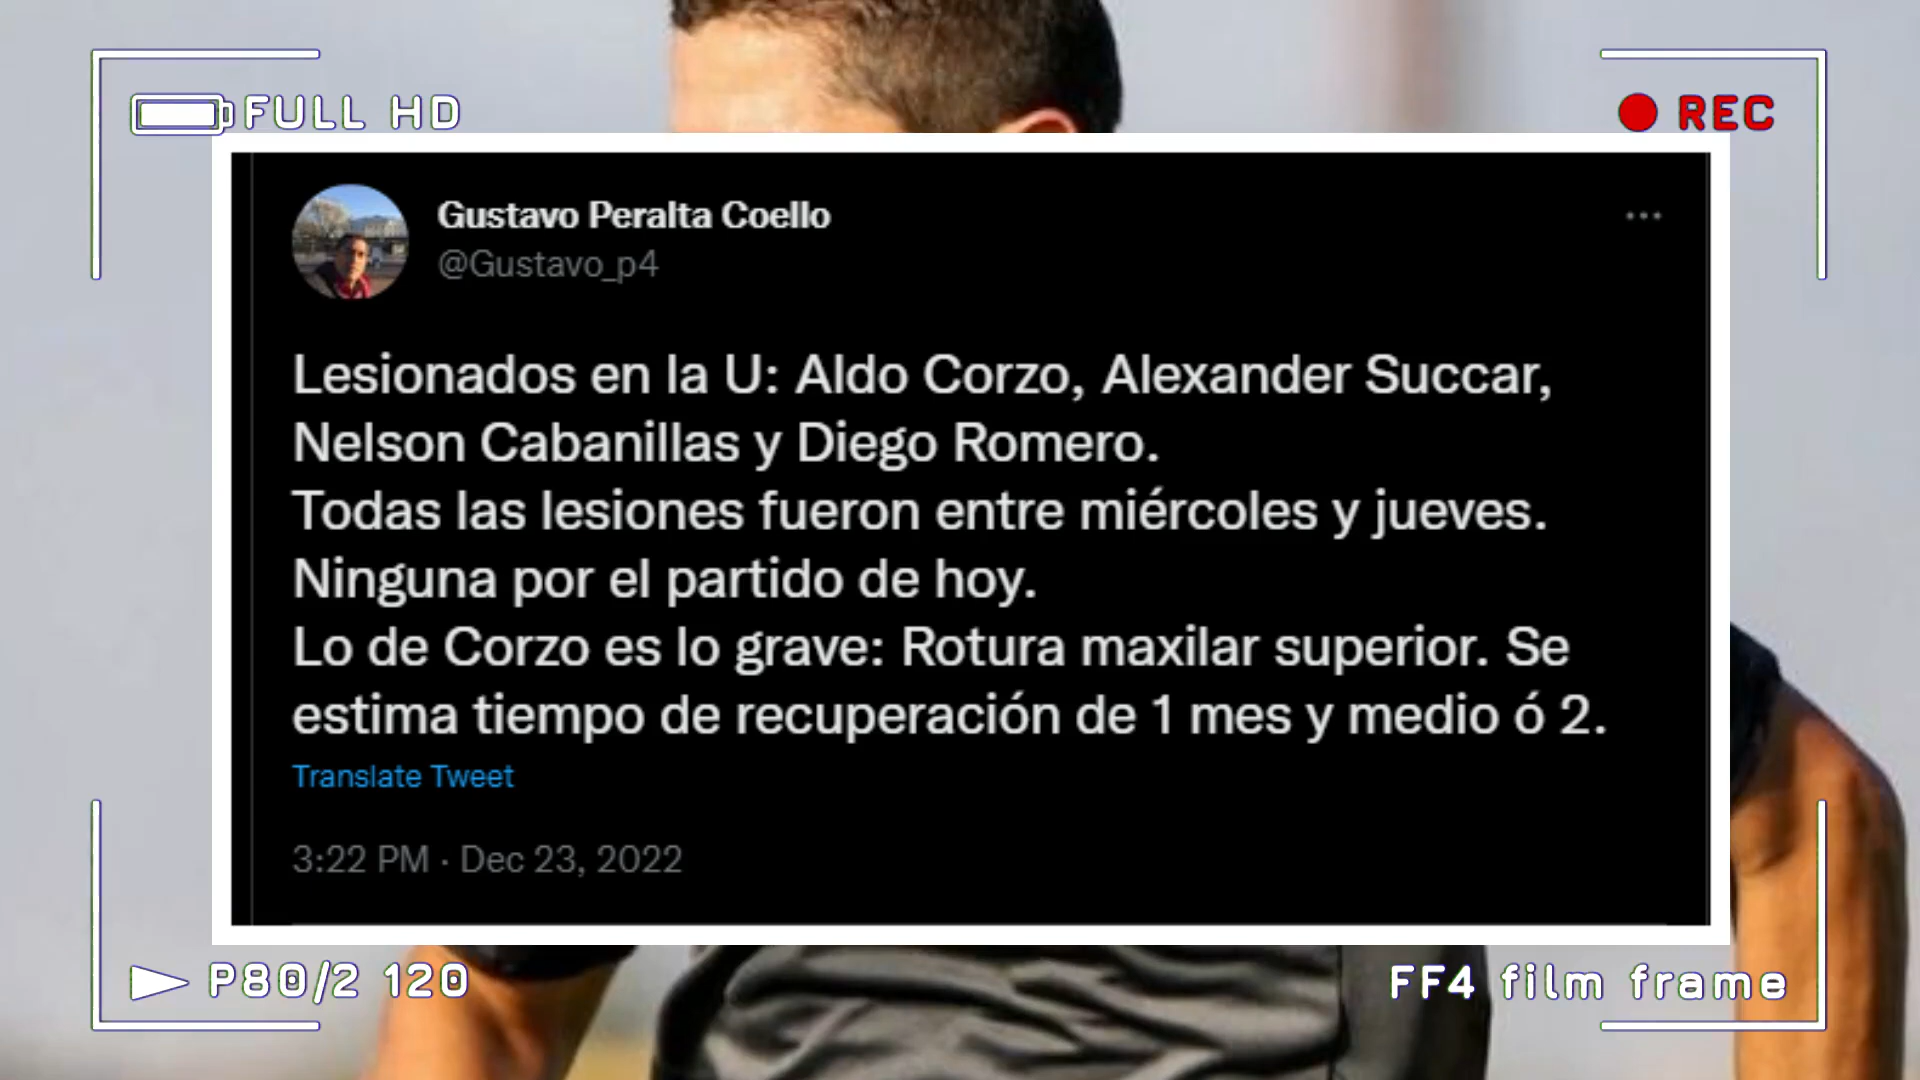 FULL HD
REC
Gustavo Peralta Coello
@Gustavo_p4
Lesionados en la U: Aldo Corzo, Alexander Succar,
Nelson Cabanillas y Diego Romero.
Todas las lesiones fueron entre miércoles y jueves.
Ninguna por el partido de hoy.
Lo de Corzo es lo grave: Rotura maxilar superior. Se
estima tiempo de recuperación de 1 mes y medio ó 2.
Translate Tweet
3:22 PM · Dec 23, 2022
P80/2 120
FF4 film frame